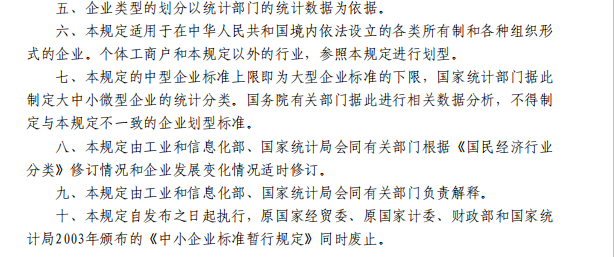 五、企业类型的划分以统计部门的统计数据为依据。
六、本规定适用于在中华人民共和国境内依法设立的各类所有制和各种组织形
式的企业。个体工商户和本规定以外的行业，参照本规定进行划型。
七、本规定的中型企业标准上限即为大型企业标准的下限，国家统计部门据此
制定大中小微型企业的统计分类。国务院有关部门据此进行相关数据分析，不得制
定与本规定不一致的企业划型标准。
八、本规定由工业和信息化部、国家统计局会同有关部门根据《国民经济行业
分类》修订情况和企业发展变化情况适时修订。
九、本规定由工业和信息化部、国家统计局会同有关部门负责解释。
十、本规定自发布之日起执行，原国家经贸委、原国家计委、财政部和国家统
计局2003年颁布的《中小企业标准暂行规定》同时废止。